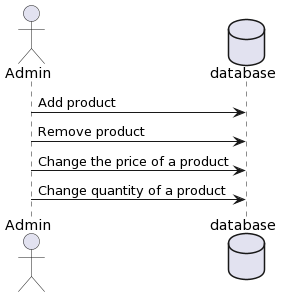 Admin
database
Add product
Remove product
Change the price of a product
Change quantity of a product
Admin
database